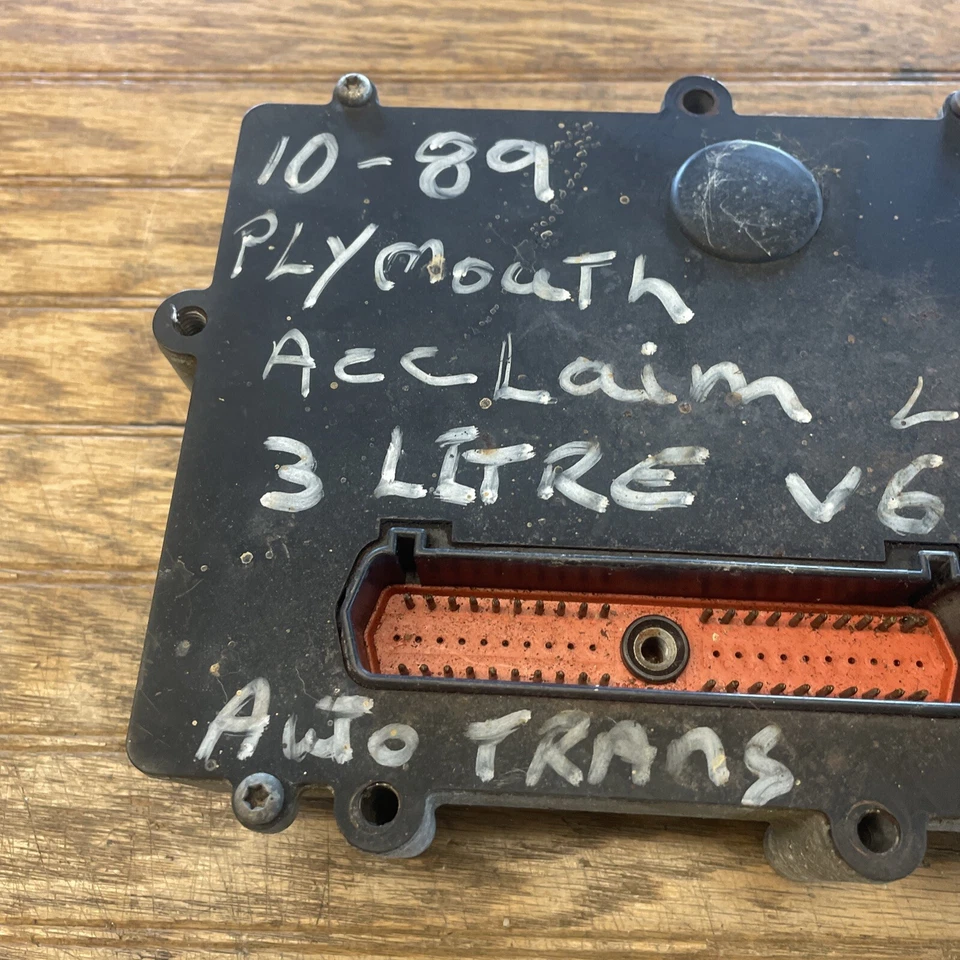 10-89
PLYmouTh
AccLaim L
3 LITRE V6
AuTo TRAnS